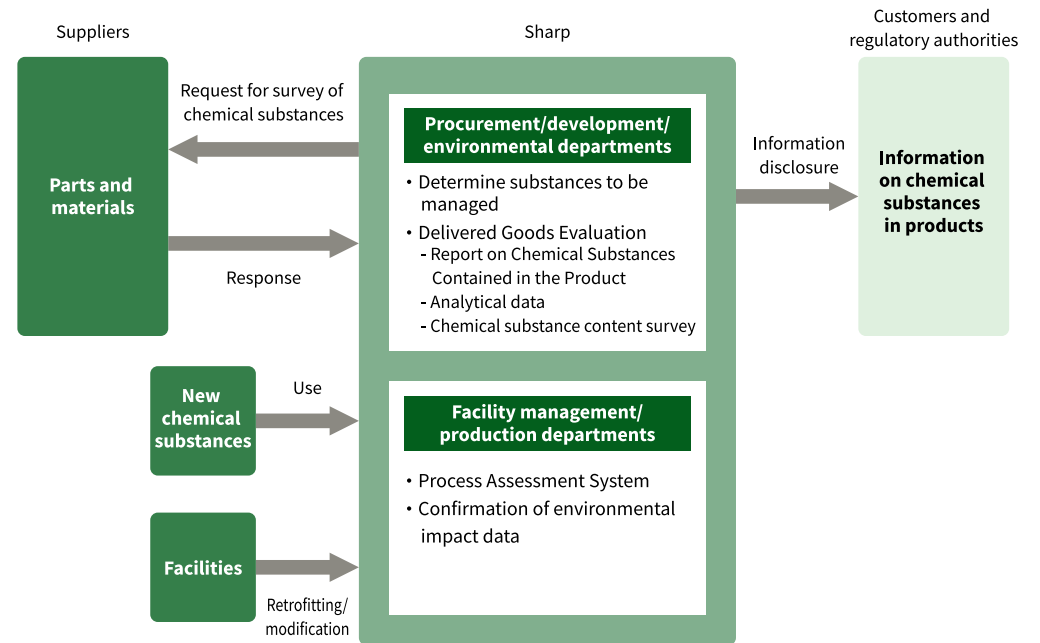 Suppliers
Sharp
Customers and
regulatory authorities
Parts and
materials
Request for survey of
chemical substances
Response
Procurement/development/
environmental departments
・Determine substances to be
managed
・Delivered Goods Evaluation
- Report on Chemical Substances
Contained in the Product
- Analytical data
- Chemical substance content survey
Information
disclosure
Information
on chemical
substances
in products
New
chemical
substances
Use
Facility management/
production departments
・Process Assessment System
・Confirmation of environmental
impact data
Facilities
Retrofitting/
modification